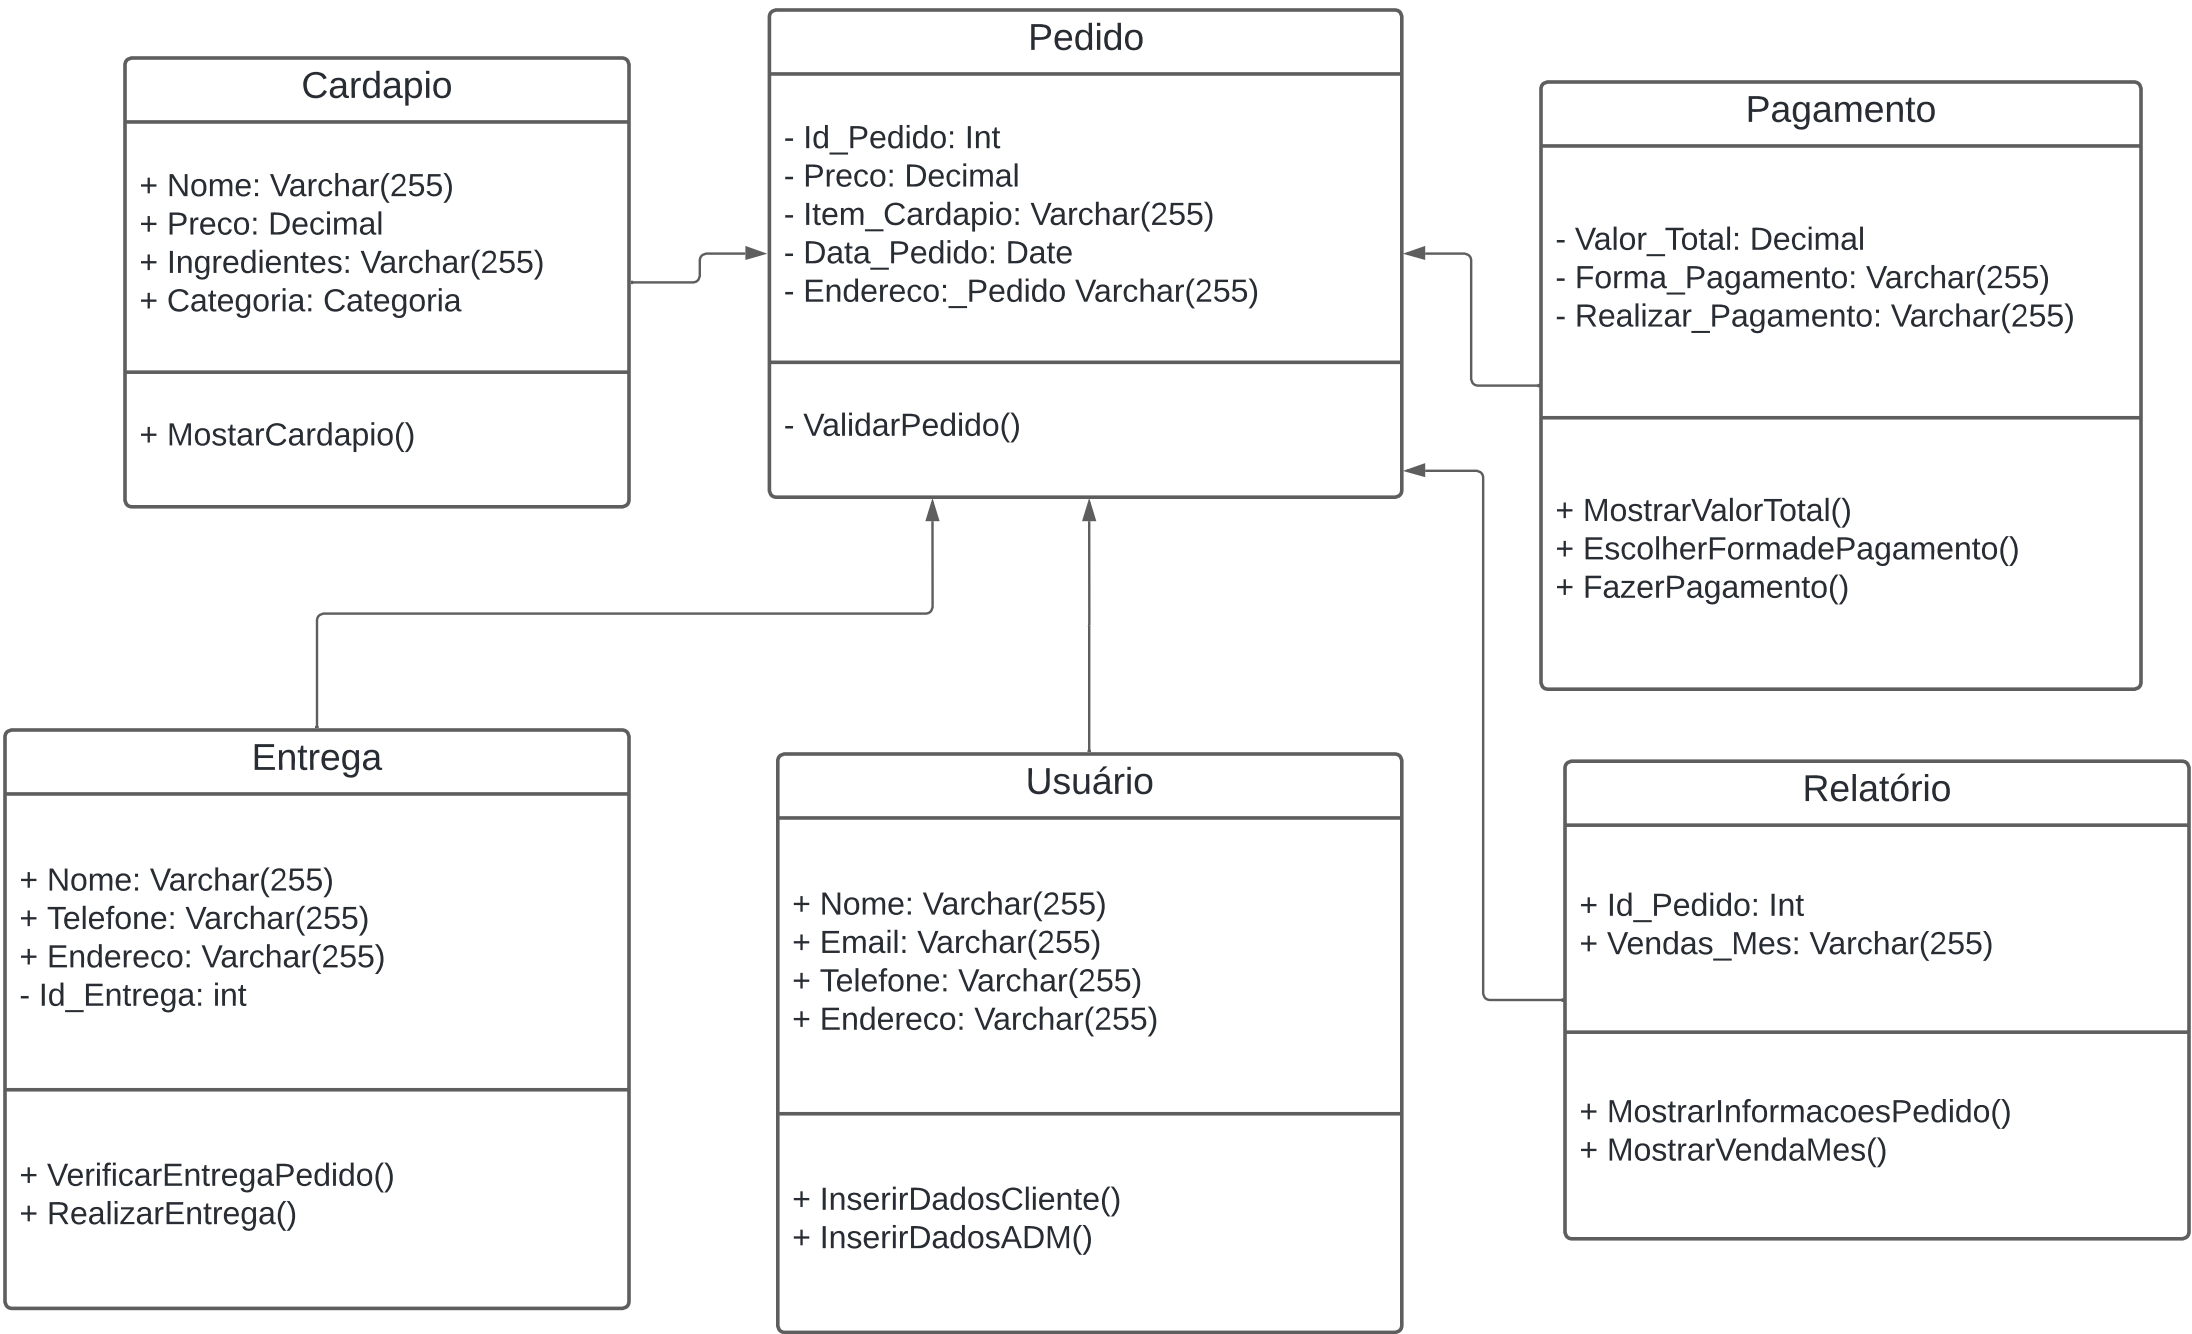 Cardapio
+ Nome: Varchar(255)
+ Preco: Decimal
+ Ingredientes: Varchar(255)
+ Categoria: Categoria
+ MostarCardapio()
Pedido
- Id_Pedido: Int
- Preco: Decimal
- Item_Cardapio: Varchar(255)
- Data_Pedido: Date
- Endereco:_Pedido Varchar(255)
- ValidarPedido()
Pagamento
- Valor_Total: Decimal
- Forma_Pagamento: Varchar(255)
- Realizar_Pagamento: Varchar(255)
+ MostrarValorTotal()
+ EscolherFormadePagamento()
+ FazerPagamento()
Entrega
+ Nome: Varchar(255)
+ Telefone: Varchar(255)
+ Endereco: Varchar(255)
- Id_Entrega: int
+ VerificarEntregaPedido()
+ RealizarEntrega()
Usuário
+ Nome: Varchar(255)
+ Email: Varchar(255)
+ Telefone: Varchar(255)
+ Endereco: Varchar(255)
+ InserirDadosCliente()
+ InserirDadosADM()
Relatório
+ Id_Pedido: Int
+ Vendas_Mes: Varchar(255)
+ MostrarInformacoesPedido()
+ MostrarVendaMes()